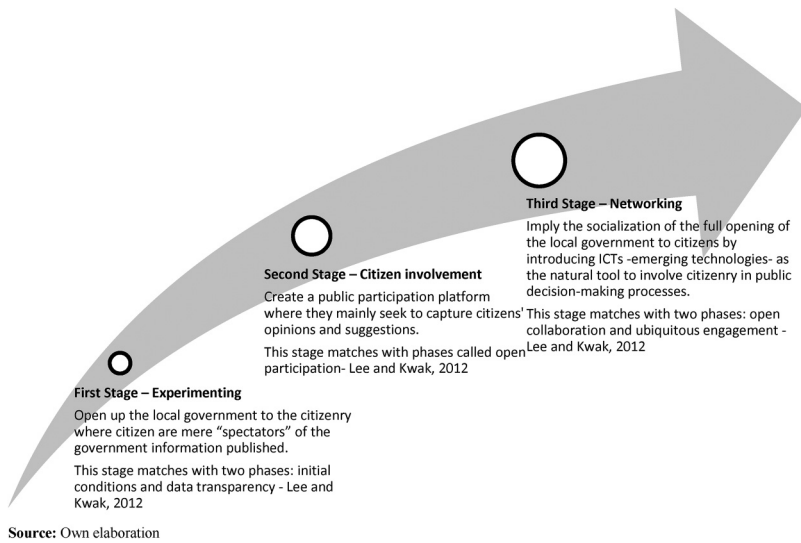 First Stage – Experimenting
Open up the local government to the citizenry
where citizen are mere “spectators” of the
government information published.
This stage matches with two phases: initial
conditions and data transparency - Lee and
Kwak, 2012
Second Stage – Citizen involvement
Create a public participation platform
where they mainly seek to capture citizens'
opinions and suggestions.
This stage matches with phases called open
participation- Lee and Kwak, 2012
Third Stage – Networking
Imply the socialization of the full opening of
the local government to citizens by
introducing ICTs -emerging technologies- as
the natural tool to involve citizenry in public
decision-making processes.
This stage matches with two phases: open
collaboration and ubiquitous engagement -
Lee and Kwak, 2012
Source: Own elaboration